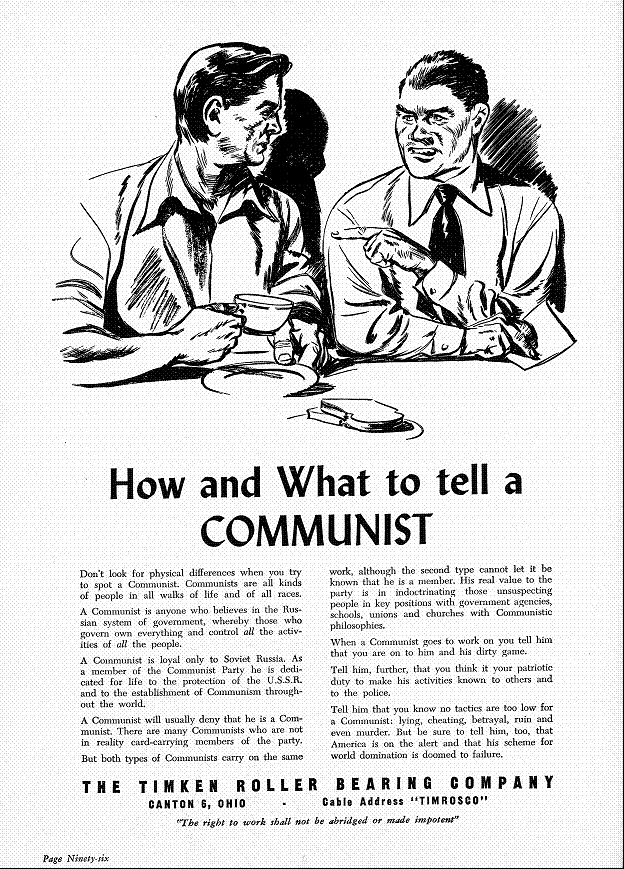 How and What to tell a
COMMUNIST
Don't look for physical differences when you try
to spot a Communist. Communists are all kinds
of people in all walks of life and of all races.
A Communist is anyone who believes in the Rus-
sian system of government, whereby those who
govern own everything and control all the activ-
ities of all the people.
A Communist is loyal only to Soviet Russia. As
a member of the Communist Party he is dedi-
cated for life to the protection of the U.S.S.R.
and to the establishment of Communism through-
out the world.
A Communist will usually deny that he is a Com-
munist. There are many Communists who are not
in reality card-carrying members of the party.
But both types of Communists carry on the same
work, although the second type cannot let it be
known that he is a member. His real value to the
party is in indoctrinating those unsuspecting
people in key positions with government agencies,
schools, unions and churches with Communistic
philosophies.
When a Communist goes to work on you tell him
that you are on to him and his dirty game.
Tell him, further, that you think it your patriotic
duty to make his activities known to others and
to the police.
Tell him that you know no tactics are too low for
a Communist: lying, cheating, betrayal, ruin and
even murder. But be sure to tell him, too, that
America is on the alert and that his scheme for
world domination is doomed to failure.
THE TIMKEN ROLLER BEARING COMPANY
CANTON 6, OHIO - Cable Address "TIMROSCO"
"The right to work shall not be abridged or made impotent"
Page Ninety-six